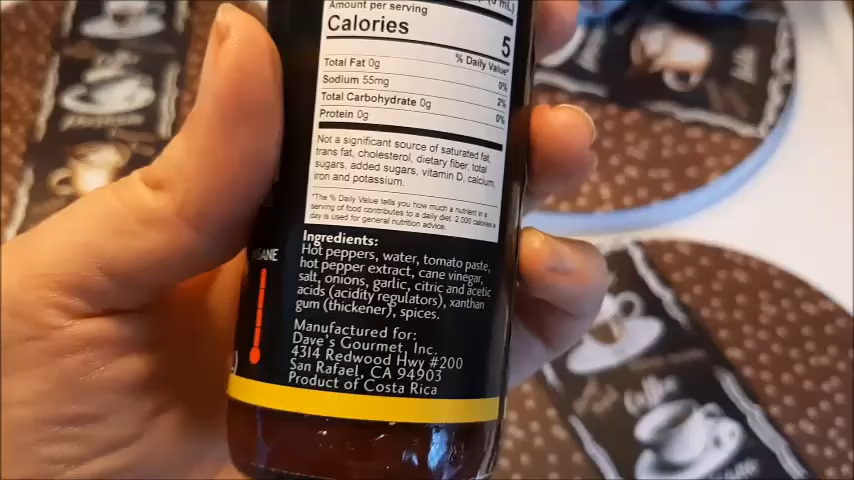 Amount per serving
Calories 5
% Daily Value*
Total Fat 0g 0%
Sodium 55mg 2%
Total Carbohydrate 0g 0%
Protein 0g
Not a significant source of saturated fat,
trans fat, cholesterol, dietary fiber, total
sugars, added sugars, vitamin D, calcium,
iron and potassium.
*The % Daily Value tells you how much a nutrient in a
serving of food contributes to a daily diet. 2,000 calories a
day is used for general nutrition advice.
Ingredients:
Hot peppers, water, tomato paste,
hot pepper extract, cane vinegar,
salt, onions, garlic, citric and acetic
acids (acidity regulators), xanthan
gum (thickener), spices.
Manufactured for:
Dave's Gourmet, Inc.
4314 Redwood Hwy #200
San Rafael, CA 94903
Product of Costa Rica